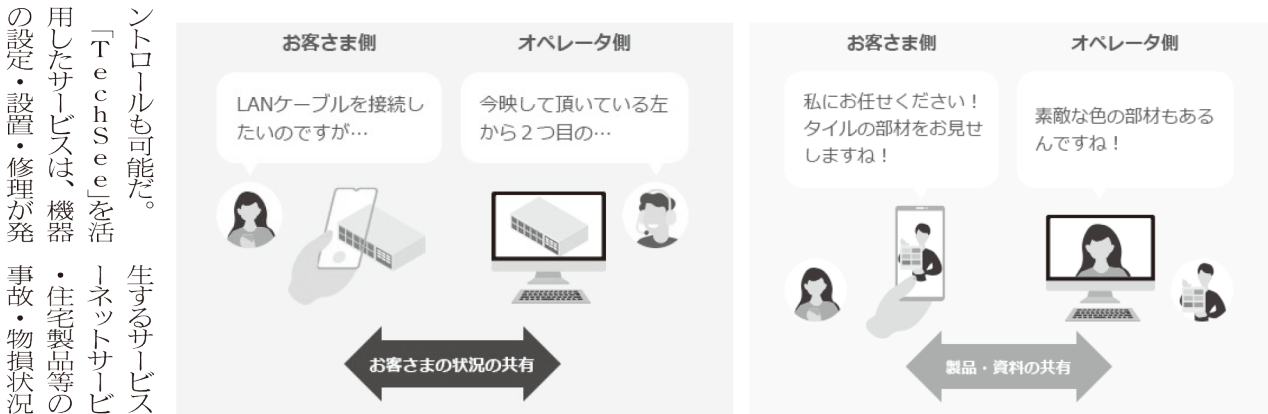 ントロールも可能だ。
「TechSee」を活
用したサービスは、機器
の設定・設置・修理が発
生するサービス
ーネットサービ
・住宅製品等の
事故・物損状況
お客さま側
オペレータ側
LANケーブルを接続し
たいのですが…
今映して頂いている左
から2つ目の…
お客さまの状況の共有
お客さま側
オペレータ側
私にお任せください！
タイルの部材をお見せ
しますね！
素敵な色の部材もある
んですね！
製品・資料の共有